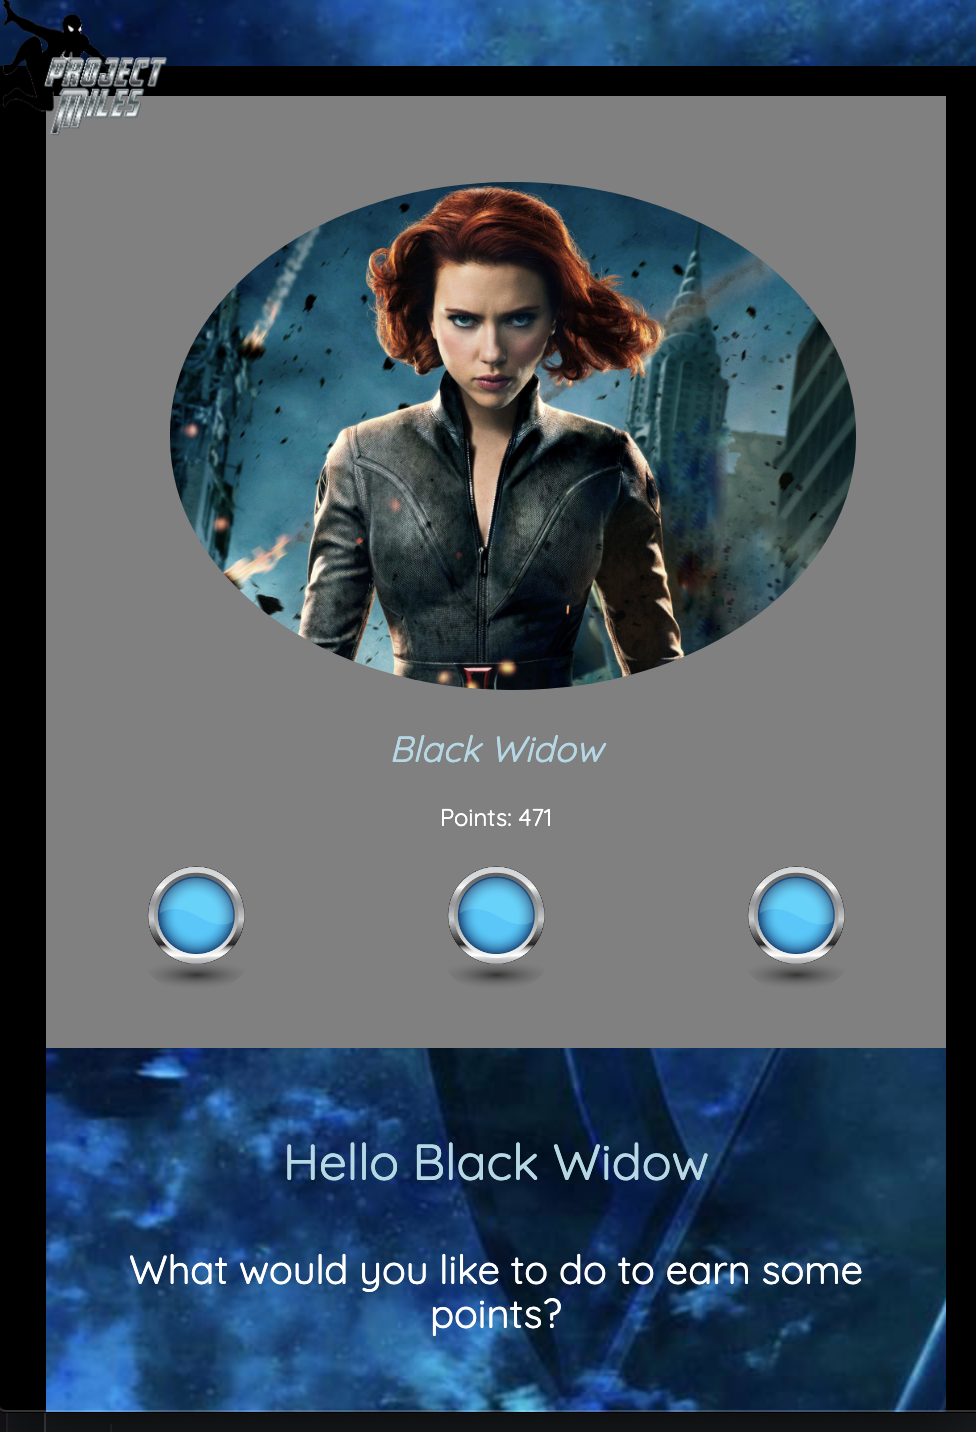 PROJECT
MILES
Black Widow
Points: 471
Hello Black Widow
What would you like to do to earn some
points?